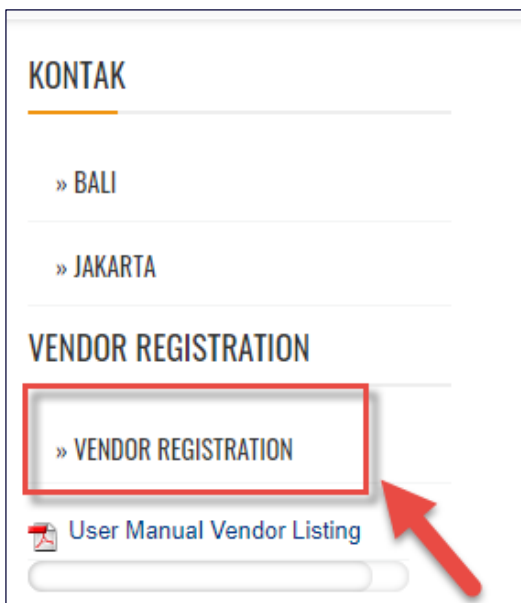 KONTAK
» BALI
» JAKARTA
VENDOR REGISTRATION
» VENDOR REGISTRATION
User Manual Vendor Listing